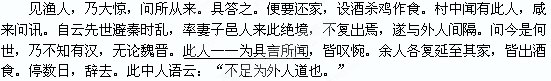 见渔人，乃大惊，问所从来。具答之。便要还家，设酒杀鸡作食。村中闻有此人，咸
来问讯。自云先世避秦时乱，率妻子邑人来此绝境，不复出焉，遂与外人间隔。问今是何
世，乃不知有汉，无论魏晋。此人一一为具言所闻，皆叹惋。余人各复延至其家，皆出酒
食。停数日，辞去。此中人语云：“不足为外人道也。”